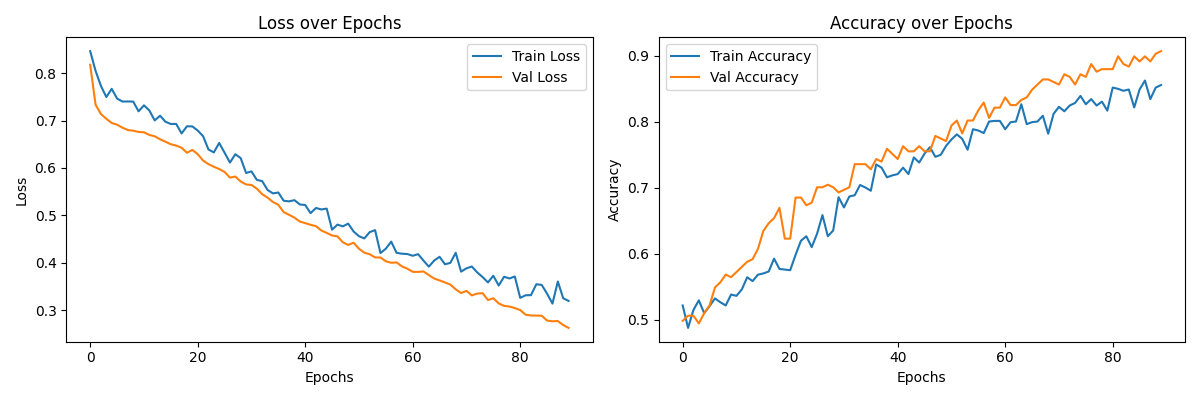 Loss over Epochs
Train Loss
Val Loss
0.8
0.7
0.6
0.5
0.4
0.3
Loss
0
20
40
60
80
Epochs
Accuracy over Epochs
Train Accuracy
Val Accuracy
0.9
0.8
0.7
0.6
0.5
Accuracy
0
20
40
60
80
Epochs